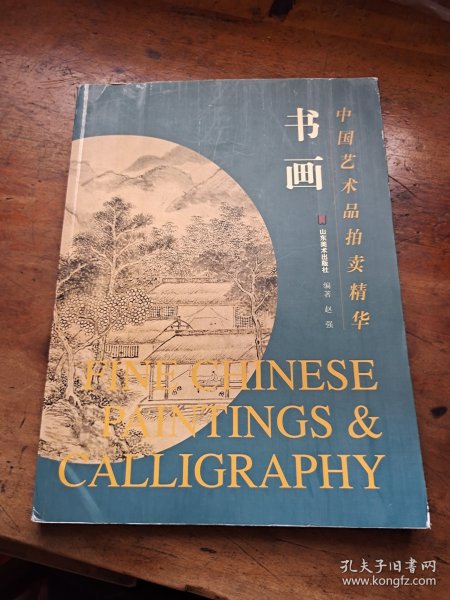 中国艺术品拍卖精华
书画
山东美术出版社
编著 赵强
FINE CHINESE
PAINTINGS &
CALLIGRAPHY
孔夫子旧书网
www.kongfz.com